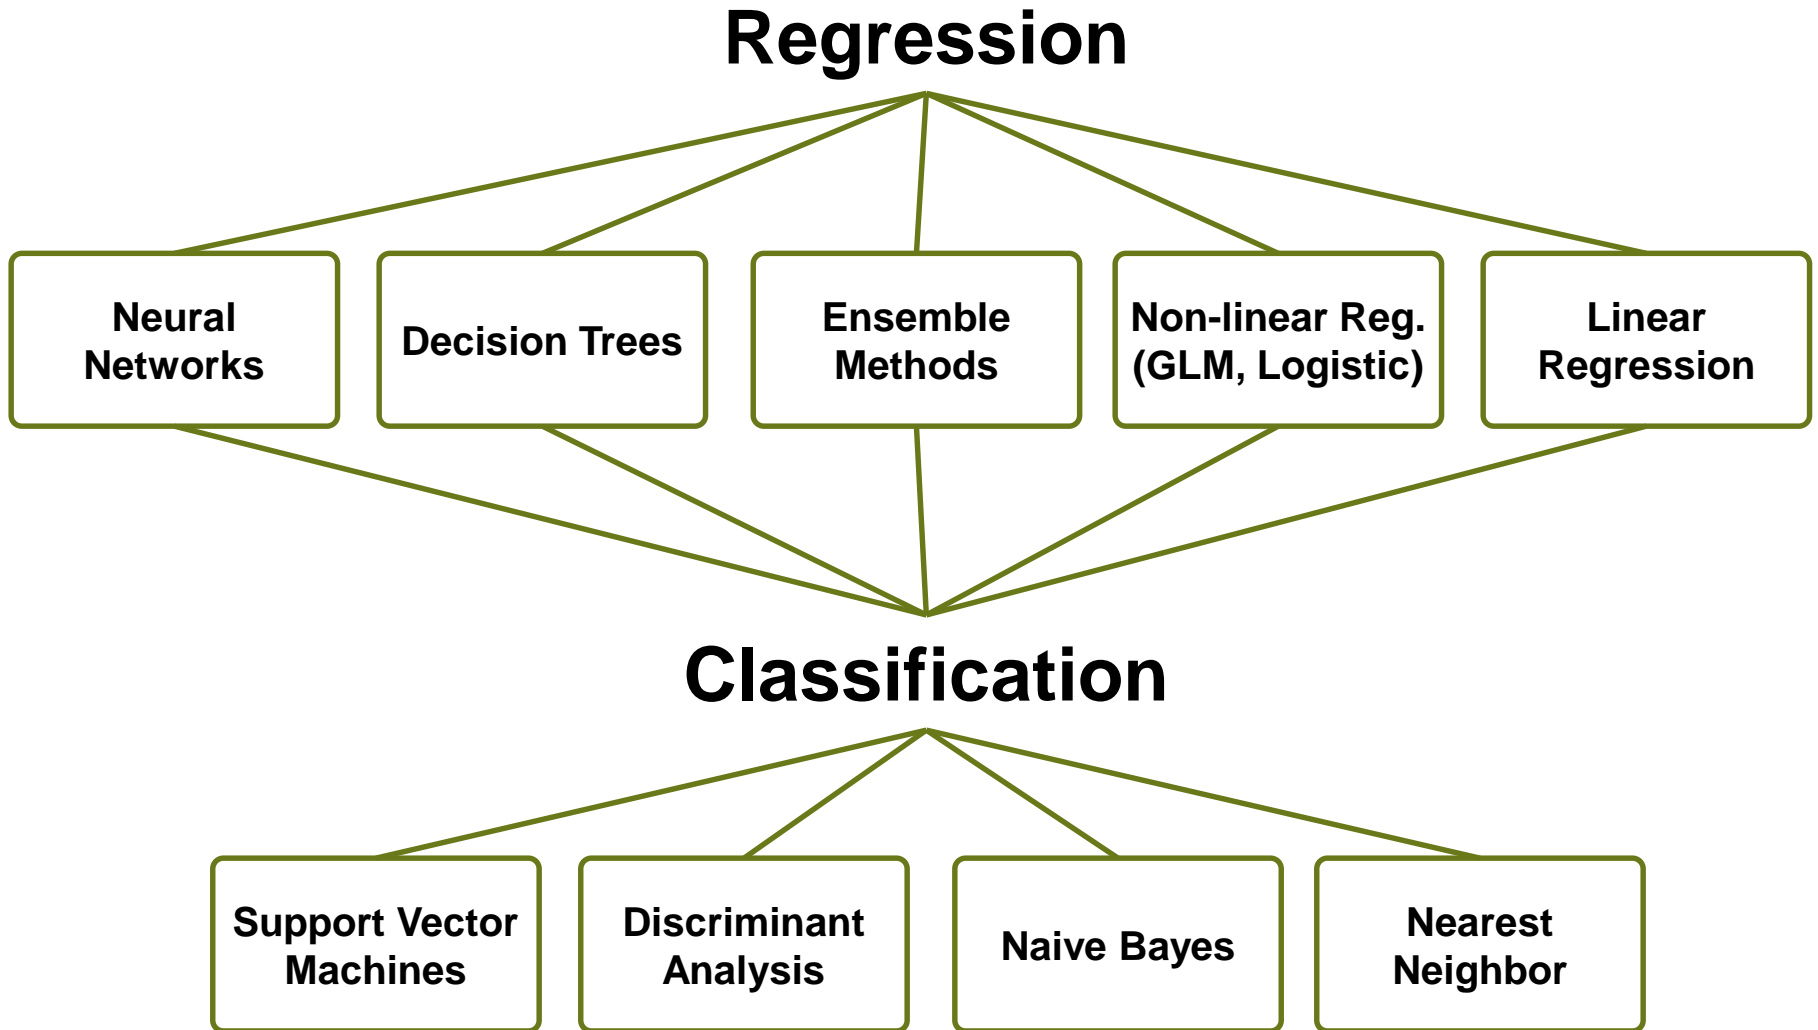 Regression
Neural
Networks
Decision Trees
Ensemble
Methods
Non-linear Reg.
(GLM, Logistic)
Linear
Regression
Classification
Support Vector
Machines
Discriminant
Analysis
Naive Bayes
Nearest
Neighbor